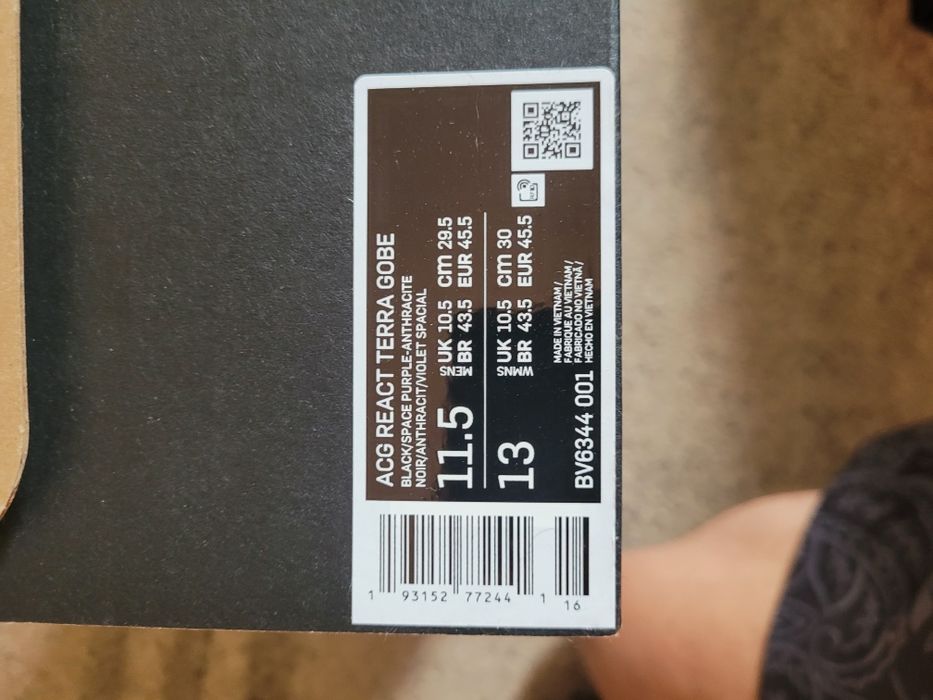 ACG REACT TERRA GOBE
BLACK/SPACE PURPLE-ANTHRACITE
NOIR/ANTHRACIT/VIOLET SPACIAL
11.5 MENS UK 10.5 CM 29.5
BR 43.5 EUR 45.5
13 WMNS UK 10.5 CM 30
BR 43.5 EUR 45.5
MADE IN VIETNAM /
FABRIQUE AU VIETNAM /
FABRICADO NO VIETNÃ /
HECHO EN VIETNAM
BV6344 001
1 93152 77244 1 16